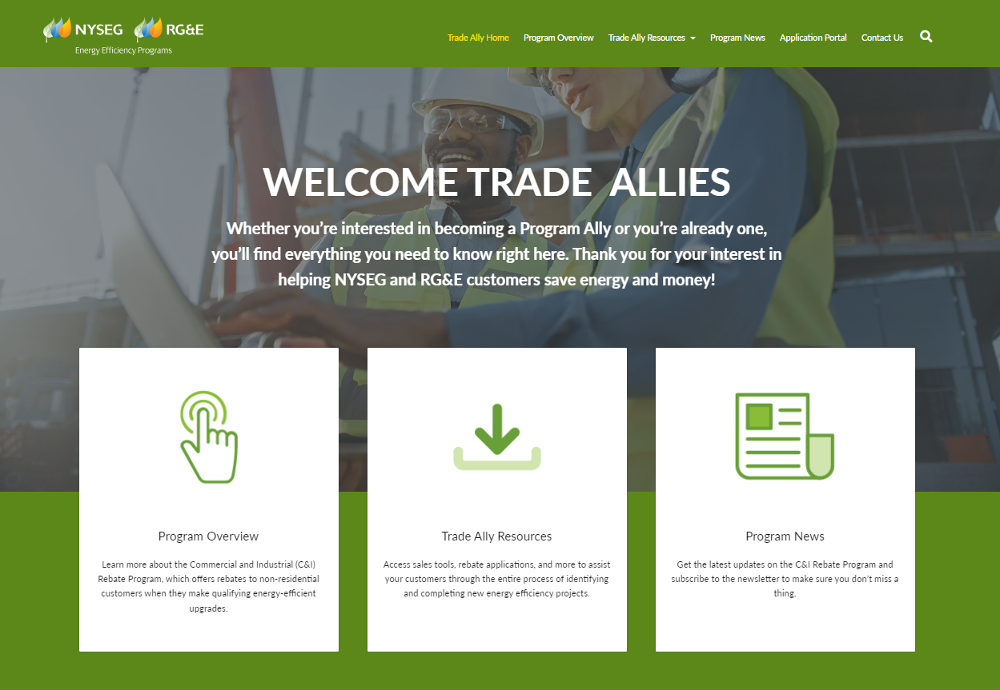 NYSEG RG&E
Energy Efficiency Programs
Trade Ally Home Program Overview Trade Ally Resources Program News Application Portal Contact Us
WELCOME TRADE ALLIES
Whether you’re interested in becoming a Program Ally or you’re already one,
you’ll find everything you need to know right here. Thank you for your interest in
helping NYSEG and RG&E customers save energy and money!
Program Overview
Learn more about the Commercial and Industrial (C&I)
Rebate Program, which offers rebates to non-residential
customers when they make qualifying energy-efficient
upgrades.
Trade Ally Resources
Access sales tools, rebate applications, and more to assist
your customers through the entire process of identifying
and completing new energy efficiency projects.
Program News
Get the latest updates on the C&I Rebate Program and
subscribe to the newsletter to make sure you don’t miss a
thing.